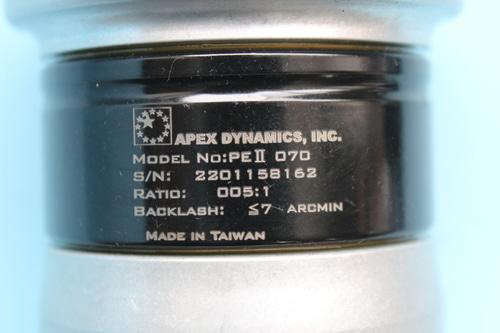 APEX DYNAMICS, INC.
MODEL NO:PEⅡ 070
S/N: 2201158162
RATIO: 005:1
BACKLASH: ≦7 ARCMIN
MADE IN TAIWAN